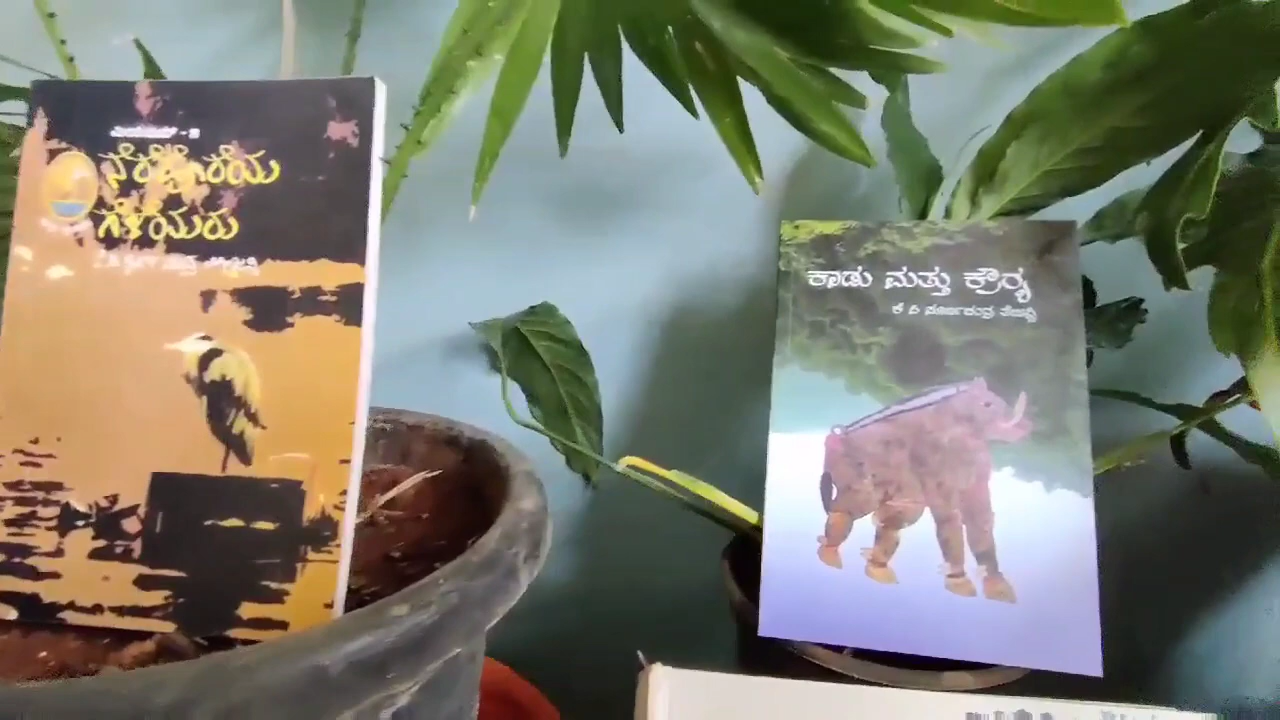 ನೆರೆಹೊರೆಯ
ಗೆಳೆಯರು
ಕಾಡು ಮತ್ತು ಕ್ರೌರ್ಯ
ಕೆ ಪಿ ಪೂರ್ಣಚಂದ್ರ ತೇಜಸ್ವಿ